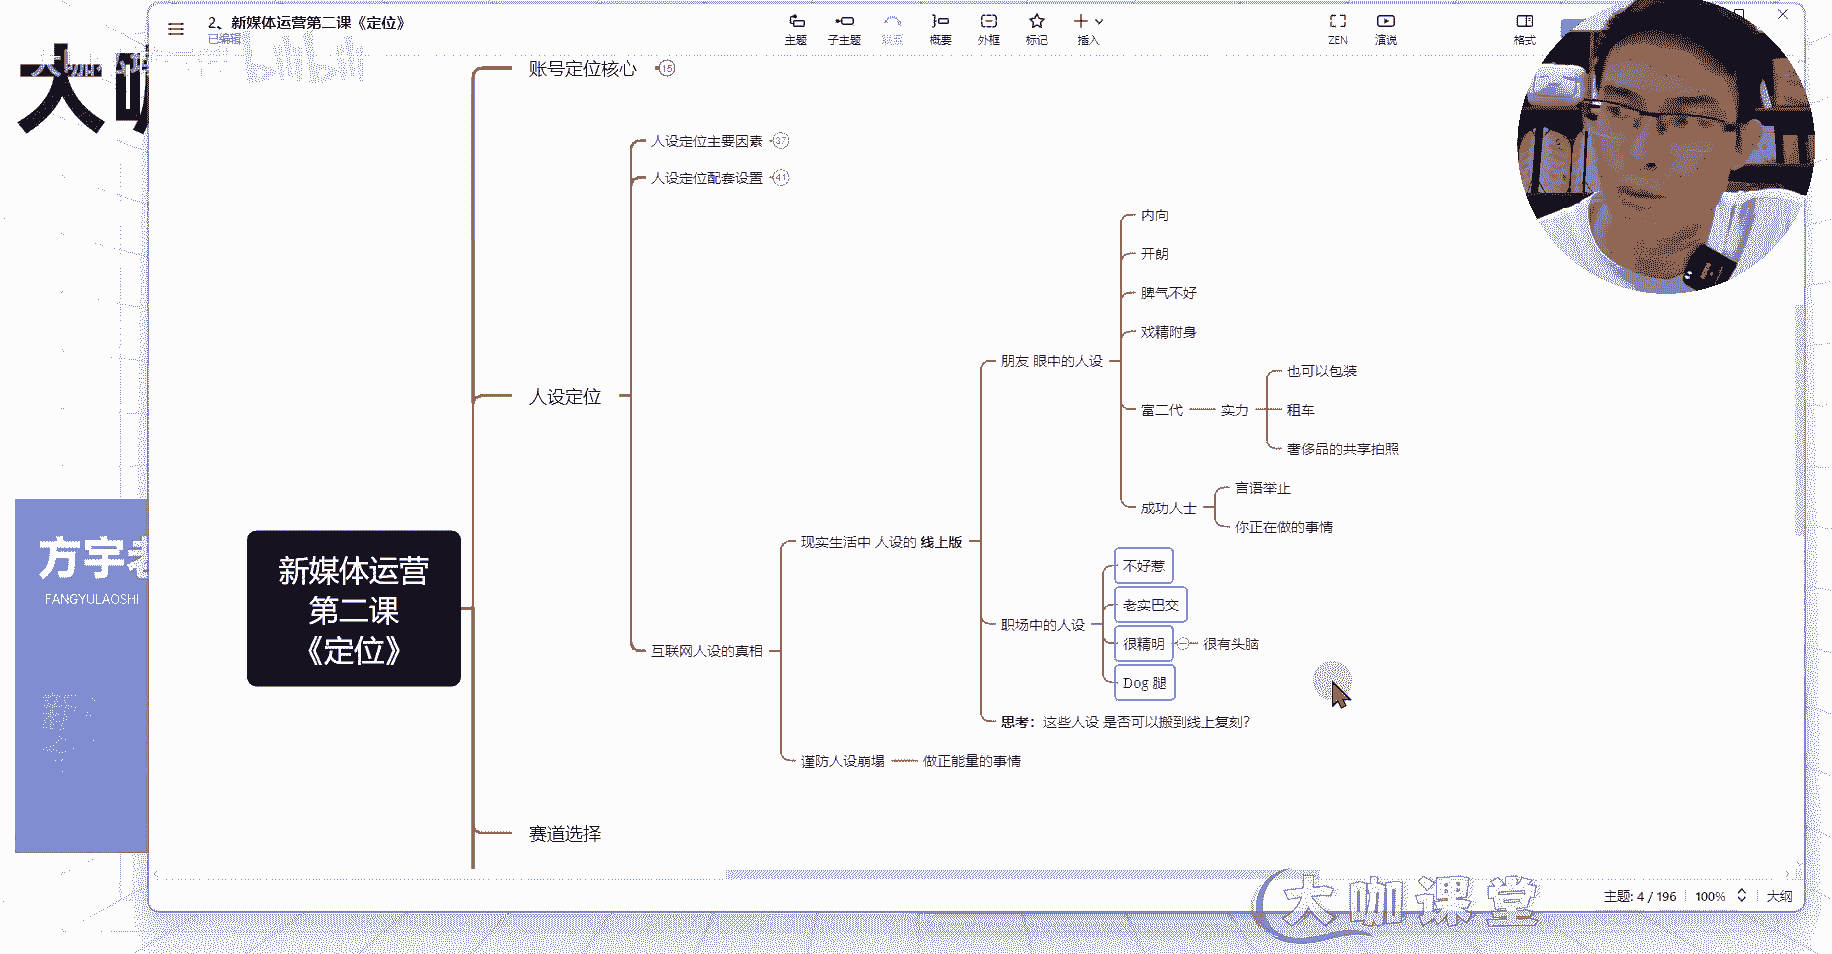 2、新媒体运营第二课《定位》
已编辑
主题
子主题
联系
概要
外框
标记
插入
ZEN
演说
格式
bilibili
大咖
账号定位核心
15
人设定位主要因素
37
人设定位配套设置
41
内向
开朗
脾气不好
戏精附身
朋友 眼中的人设
也可以包装
富二代
实力
租车
奢侈品的共享拍照
人设定位
言语举止
成功人士
你正在做的事情
现实生活中 人设的 线上版
不好惹
老实巴交
职场中的人设
很精明
很有头脑
Dog 腿
互联网人设的真相
思考：这些人设 是否可以搬到线上复刻？
谨防人设崩塌
做正能量的事情
新媒体运营
第二课
《定位》
赛道选择
方宇老
FANGYULAOSHI
大咖课堂
主题: 4 / 196
100%
大纲